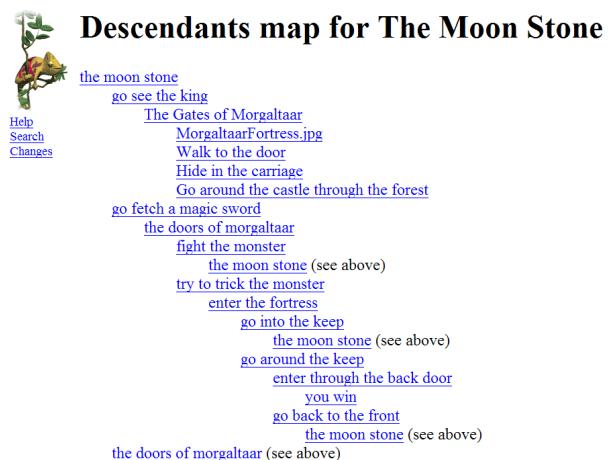 Descendants map for The Moon Stone
Help
Search
Changes
the moon stone
go see the king
The Gates of Morgaltaar
MorgaltaarFortress.jpg
Walk to the door
Hide in the carriage
Go around the castle through the forest
go fetch a magic sword
the doors of morgaltaar
fight the monster
the moon stone (see above)
try to trick the monster
enter the fortress
go into the keep
the moon stone (see above)
go around the keep
enter through the back door
you win
go back to the front
the moon stone (see above)
the doors of morgaltaar (see above)